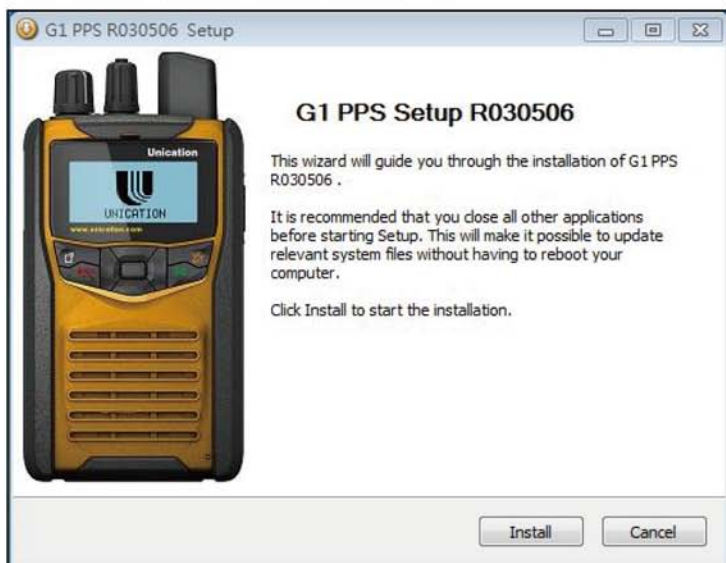 G1 PPS R030506 Setup
Unication
UNICATION
www.unication.com
G1 PPS Setup R030506
This wizard will guide you through the installation of G1 PPS
R030506 .
It is recommended that you close all other applications
before starting Setup. This will make it possible to update
relevant system files without having to reboot your
computer.
Click Install to start the installation.
Install
Cancel